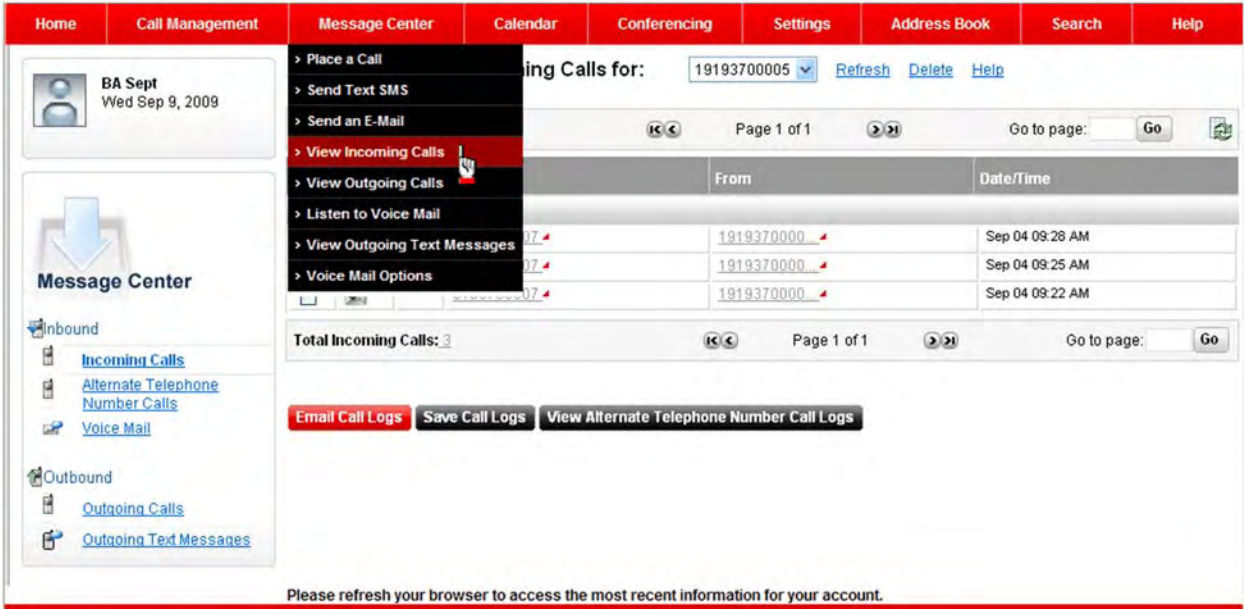 Home Call Management Message Center Calendar Conferencing Settings Address Book Search Help
BA Sept
Wed Sep 9, 2009
> Place a Call
> Send Text SMS
> Send an E-Mail
> View Incoming Calls
> View Outgoing Calls
> Listen to Voice Mail
> View Outgoing Text Messages
> Voice Mail Options
Calls for: 19193700005 Refresh Delete Help
Page 1 of 1 Go to page: Go
From Date/Time
1919370000... Sep 04 09:28 AM
1919370000... Sep 04 09:25 AM
1919370000... Sep 04 09:22 AM
Total Incoming Calls: 3 Page 1 of 1 Go to page: Go
Email Call Logs Save Call Logs View Alternate Telephone Number Call Logs
Message Center
Inbound
Incoming Calls
Alternate Telephone
Number Calls
Voice Mail
Outbound
Outgoing Calls
Outgoing Text Messages
Please refresh your browser to access the most recent information for your account.